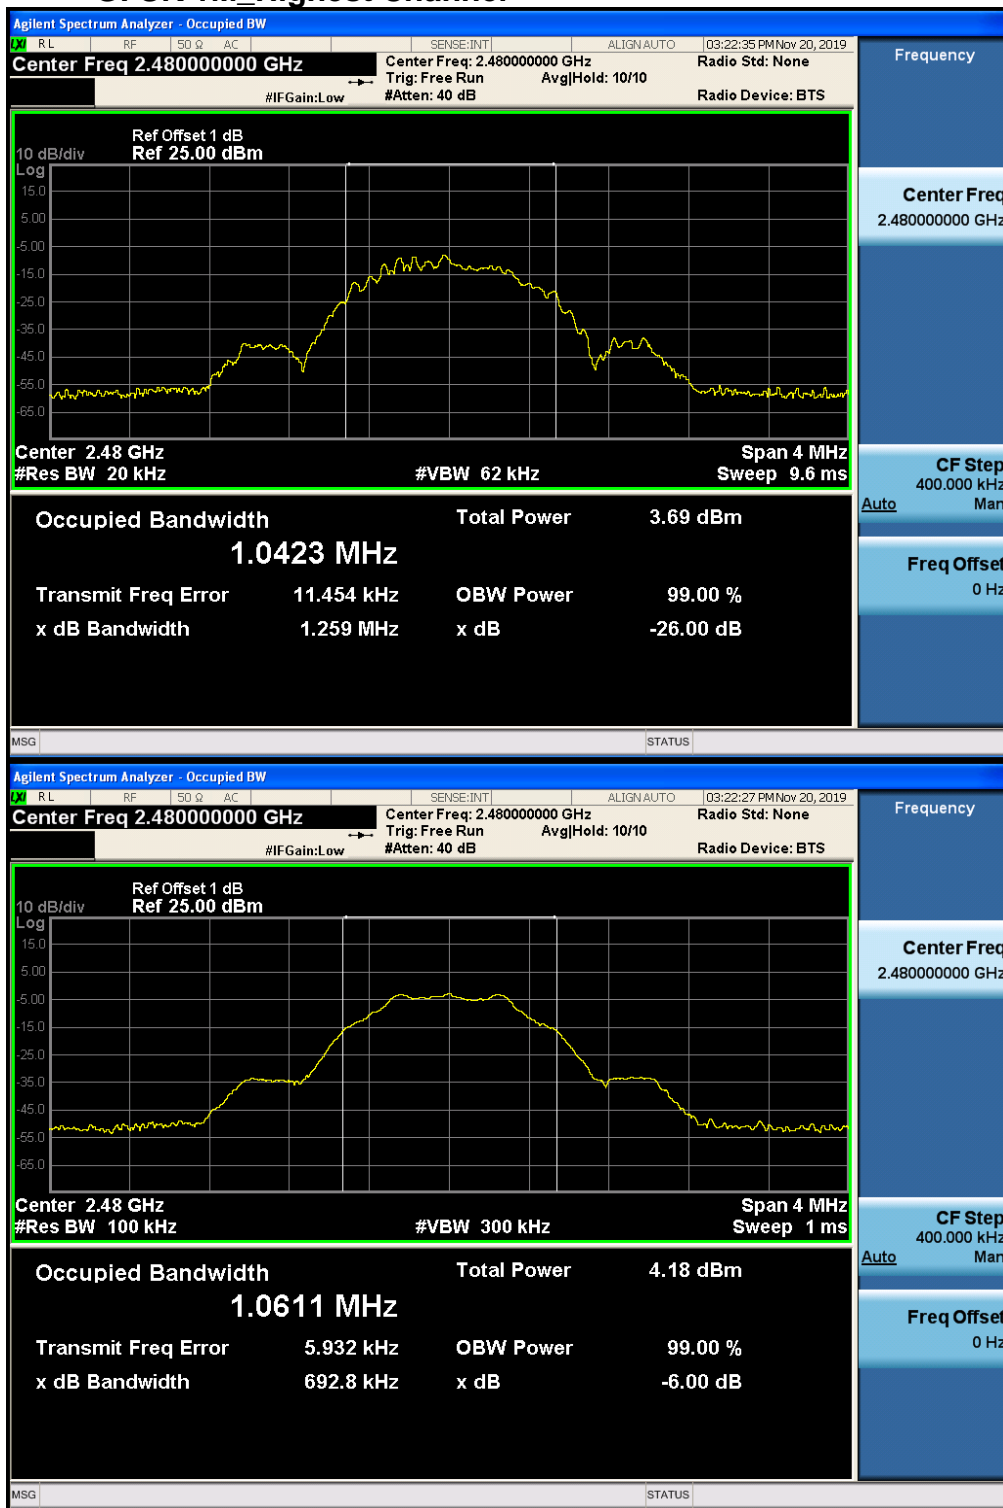 Agilent Spectrum Analyzer - Occupied BW
LXI RL RF 50 Ω AC SENSE:INT ALIGN AUTO 03:22:35 PM Nov 20, 2019
Center Freq 2.480000000 GHz Center Freq: 2.480000000 GHz Radio Std: None
Trig: Free Run Avg|Hold: 10/10
#IFGain:Low #Atten: 40 dB Radio Device: BTS
Frequency
Ref Offset 1 dB
10 dB/div Ref 25.00 dBm
Log
15.0
5.00
-5.00
-15.0
-25.0
-35.0
-45.0
-55.0
-65.0
Center 2.48 GHz Span 4 MHz
#Res BW 20 kHz #VBW 62 kHz Sweep 9.6 ms
Center Freq
2.480000000 GHz
CF Step
400.000 kHz
Auto Man
Freq Offset
0 Hz
Occupied Bandwidth Total Power 3.69 dBm
1.0423 MHz
Transmit Freq Error 11.454 kHz OBW Power 99.00 %
x dB Bandwidth 1.259 MHz x dB -26.00 dB
MSG STATUS
Agilent Spectrum Analyzer - Occupied BW
LXI RL RF 50 Ω AC SENSE:INT ALIGN AUTO 03:22:27 PM Nov 20, 2019
Center Freq 2.480000000 GHz Center Freq: 2.480000000 GHz Radio Std: None
Trig: Free Run Avg|Hold: 10/10
#IFGain:Low #Atten: 40 dB Radio Device: BTS
Frequency
Ref Offset 1 dB
10 dB/div Ref 25.00 dBm
Log
15.0
5.00
-5.00
-15.0
-25.0
-35.0
-45.0
-55.0
-65.0
Center 2.48 GHz Span 4 MHz
#Res BW 100 kHz #VBW 300 kHz Sweep 1 ms
Center Freq
2.480000000 GHz
CF Step
400.000 kHz
Auto Man
Freq Offset
0 Hz
Occupied Bandwidth Total Power 4.18 dBm
1.0611 MHz
Transmit Freq Error 5.932 kHz OBW Power 99.00 %
x dB Bandwidth 692.8 kHz x dB -6.00 dB
MSG STATUS